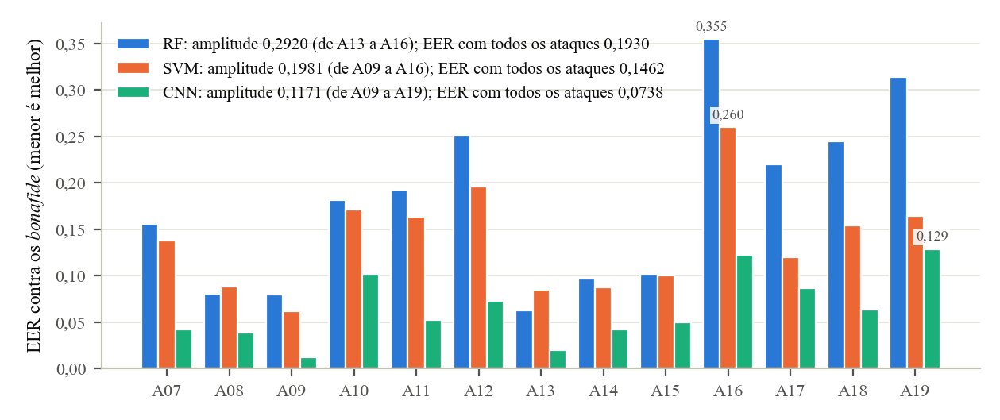 EER contra os bonafide (menor é melhor)
0,35
0,30
0,25
0,20
0,15
0,10
0,05
0,00
RF: amplitude 0,2920 (de A13 a A16); EER com todos os ataques 0,1930
SVM: amplitude 0,1981 (de A09 a A16); EER com todos os ataques 0,1462
CNN: amplitude 0,1171 (de A09 a A19); EER com todos os ataques 0,0738
0,355
0,260
0,129
A07 A08 A09 A10 A11 A12 A13 A14 A15 A16 A17 A18 A19